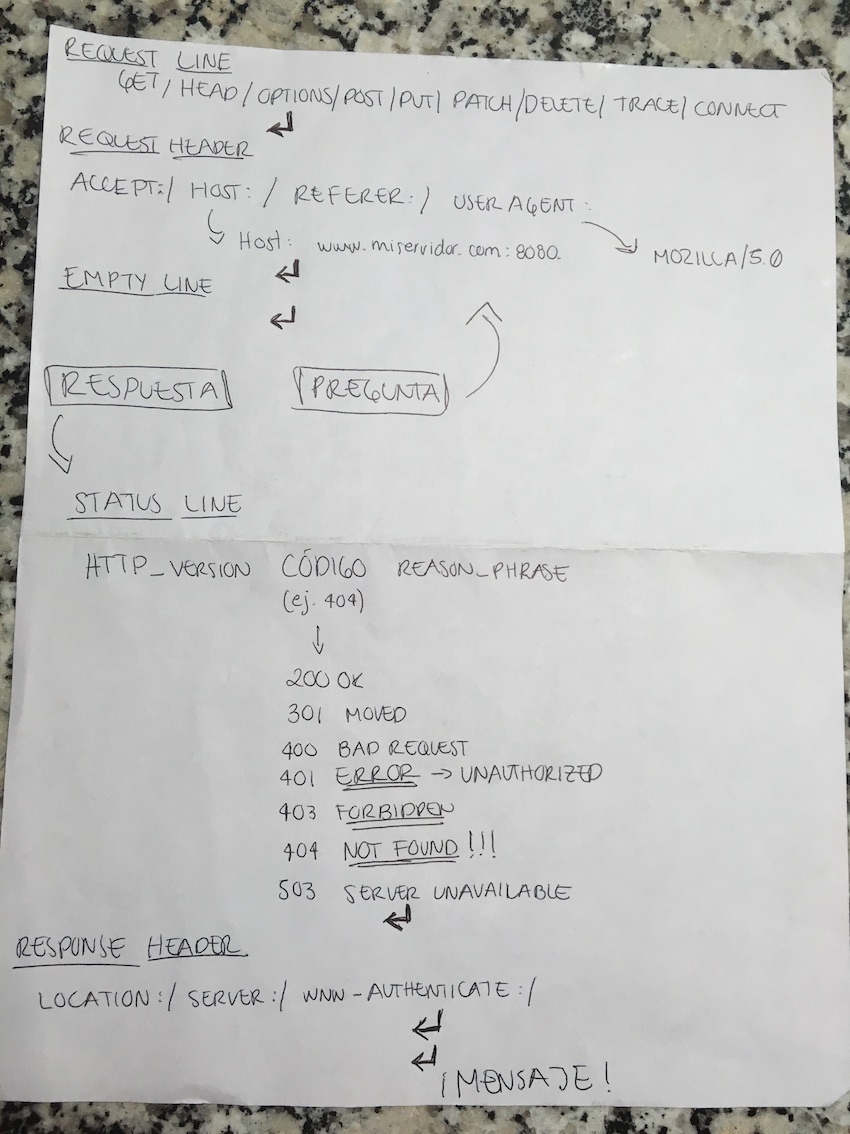 REQUEST LINE
GET/ HEAD/ OPTIONS/ POST/ PUT/ PATCH/ DELETE/ TRACE/ CONNECT
↵
REQUEST HEADER
ACCEPT:/ HOST:/ REFERER:/ USER AGENT:
Host: www.miservidor.com:8080 MOZILLA/5.0
EMPTY LINE ↵
↵
RESPUESTA PREGUNTA
STATUS LINE
HTTP_VERSION CÓDIGO REASON_PHRASE
(ej. 404)
↓
200 OK
301 MOVED
400 BAD REQUEST
401 ERROR → UNAUTHORIZED
403 FORBIDDEN
404 NOT FOUND!!!
503 SERVER UNAVAILABLE
↵
RESPONSE HEADER
LOCATION:/ SERVER:/ WWW-AUTHENTICATE:/
↵
↵
¡MENSAJE!